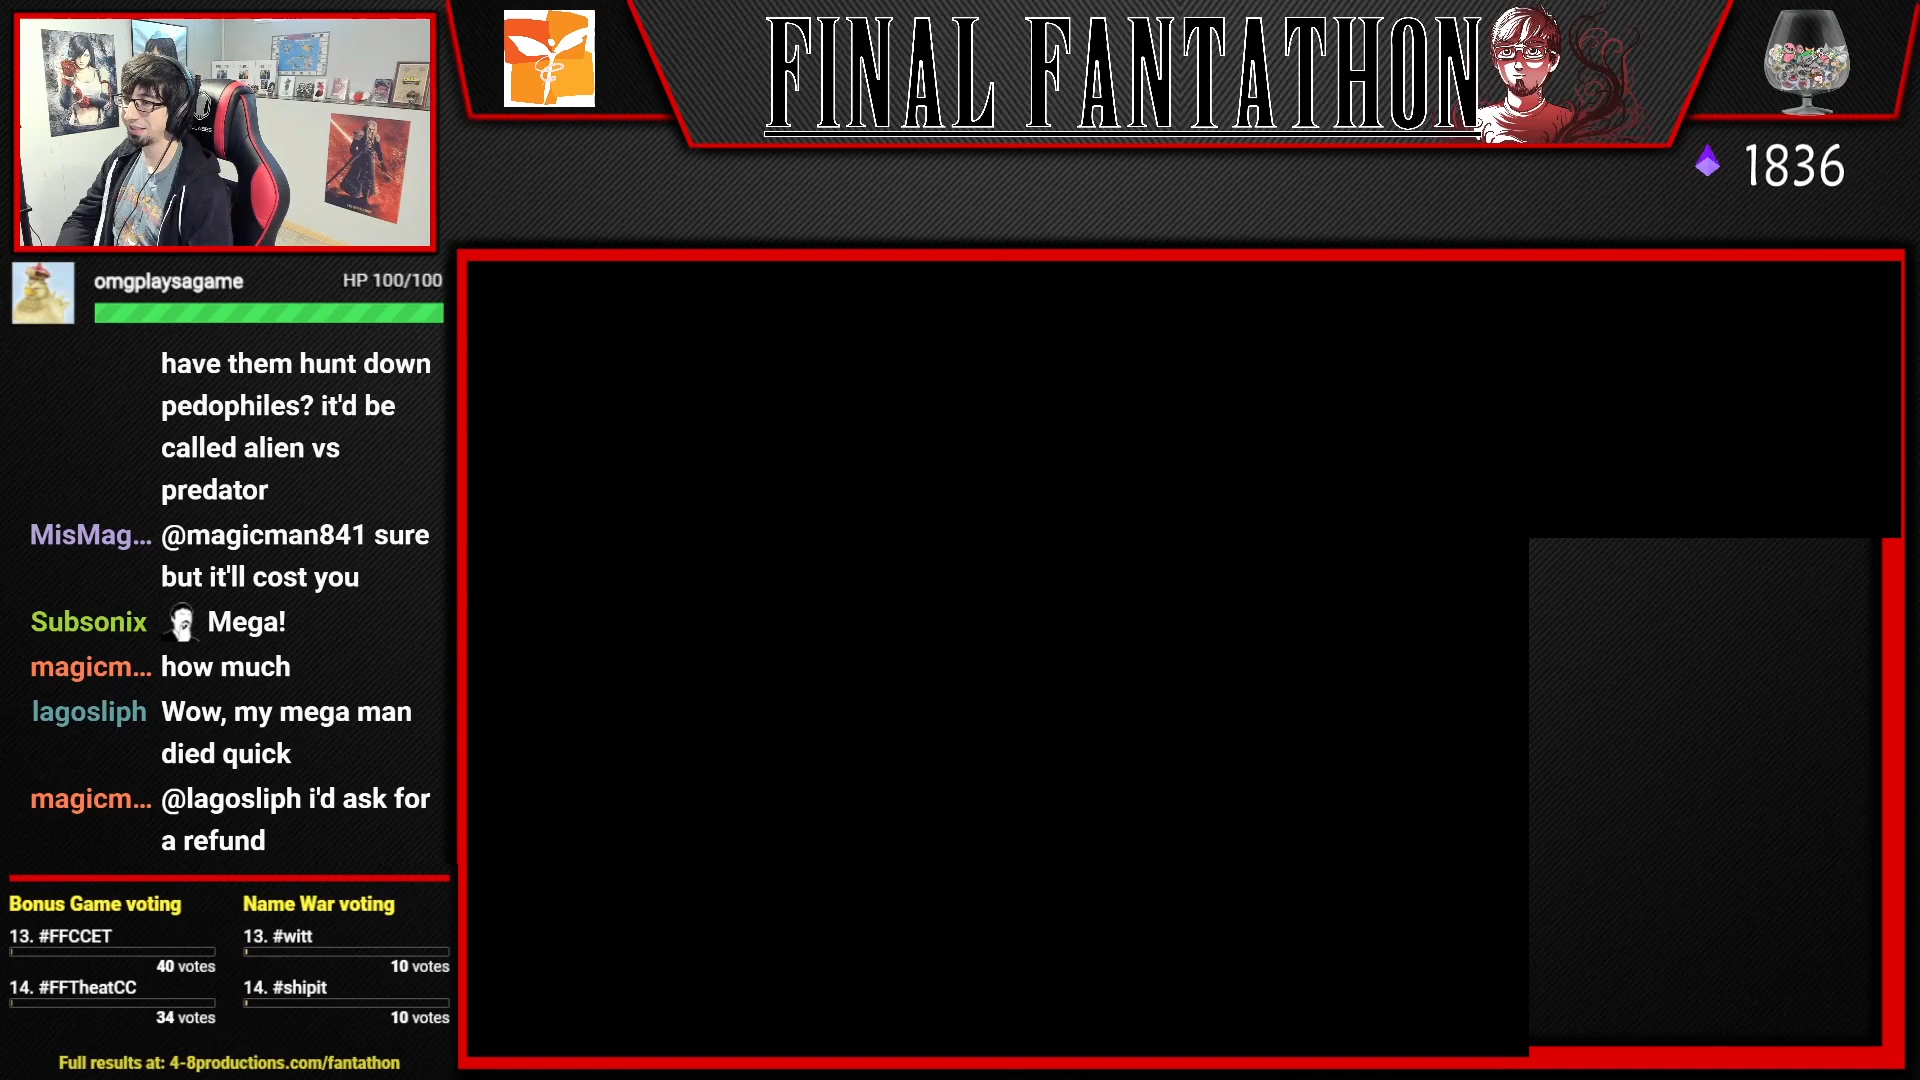 FINAL FANTATHON
1836
omgplaysagame HP 100/100
have them hunt down
pedophiles? it'd be
called alien vs
predator
MisMag... @magicman841 sure
but it'll cost you
Subsonix Mega!
magicm... how much
lagosliph Wow, my mega man
died quick
magicm... @lagosliph i'd ask for
a refund
Bonus Game voting Name War voting
13. #FFCCET 13. #witt
40 votes 10 votes
14. #FFTheatCC 14. #shipit
34 votes 10 votes
Full results at: 4-8productions.com/fantathon